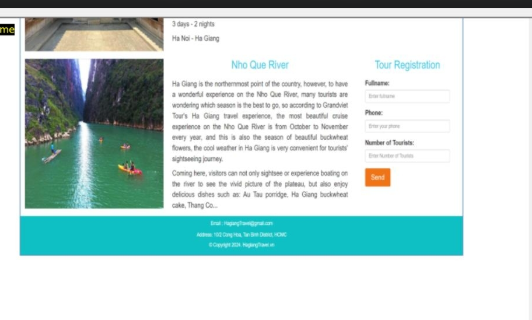 me
3 days - 2 nights
Ha Noi - Ha Giang
Nho Que River
Ha Giang is the northernmost point of the country, however, to have
a wonderful experience on the Nho Que River, many tourists are
wondering which season is the best to go, so according to Grandviet
Tour's Ha Giang travel experience, the most beautiful cruise
experience on the Nho Que River is from October to November
every year, and this is also the season of beautiful buckwheat
flowers, the cool weather in Ha Giang is very convenient for tourists'
sightseeing journey.
Coming here, visitors can not only sightsee or experience boating on
the river to see the vivid picture of the plateau, but also enjoy
delicious dishes such as: Au Tau porridge, Ha Giang buckwheat
cake, Thang Co...
Tour Registration
Fullname:
Enter fullname
Phone:
Enter your phone
Number of Tourists:
Enter Number of Tourists
Send
Email : HagiangTravel@gmail.com
Address: 1002 Cong Hoa, Tan Binh District, HCMC
© Copyright 2024. HagiangTravel.vn